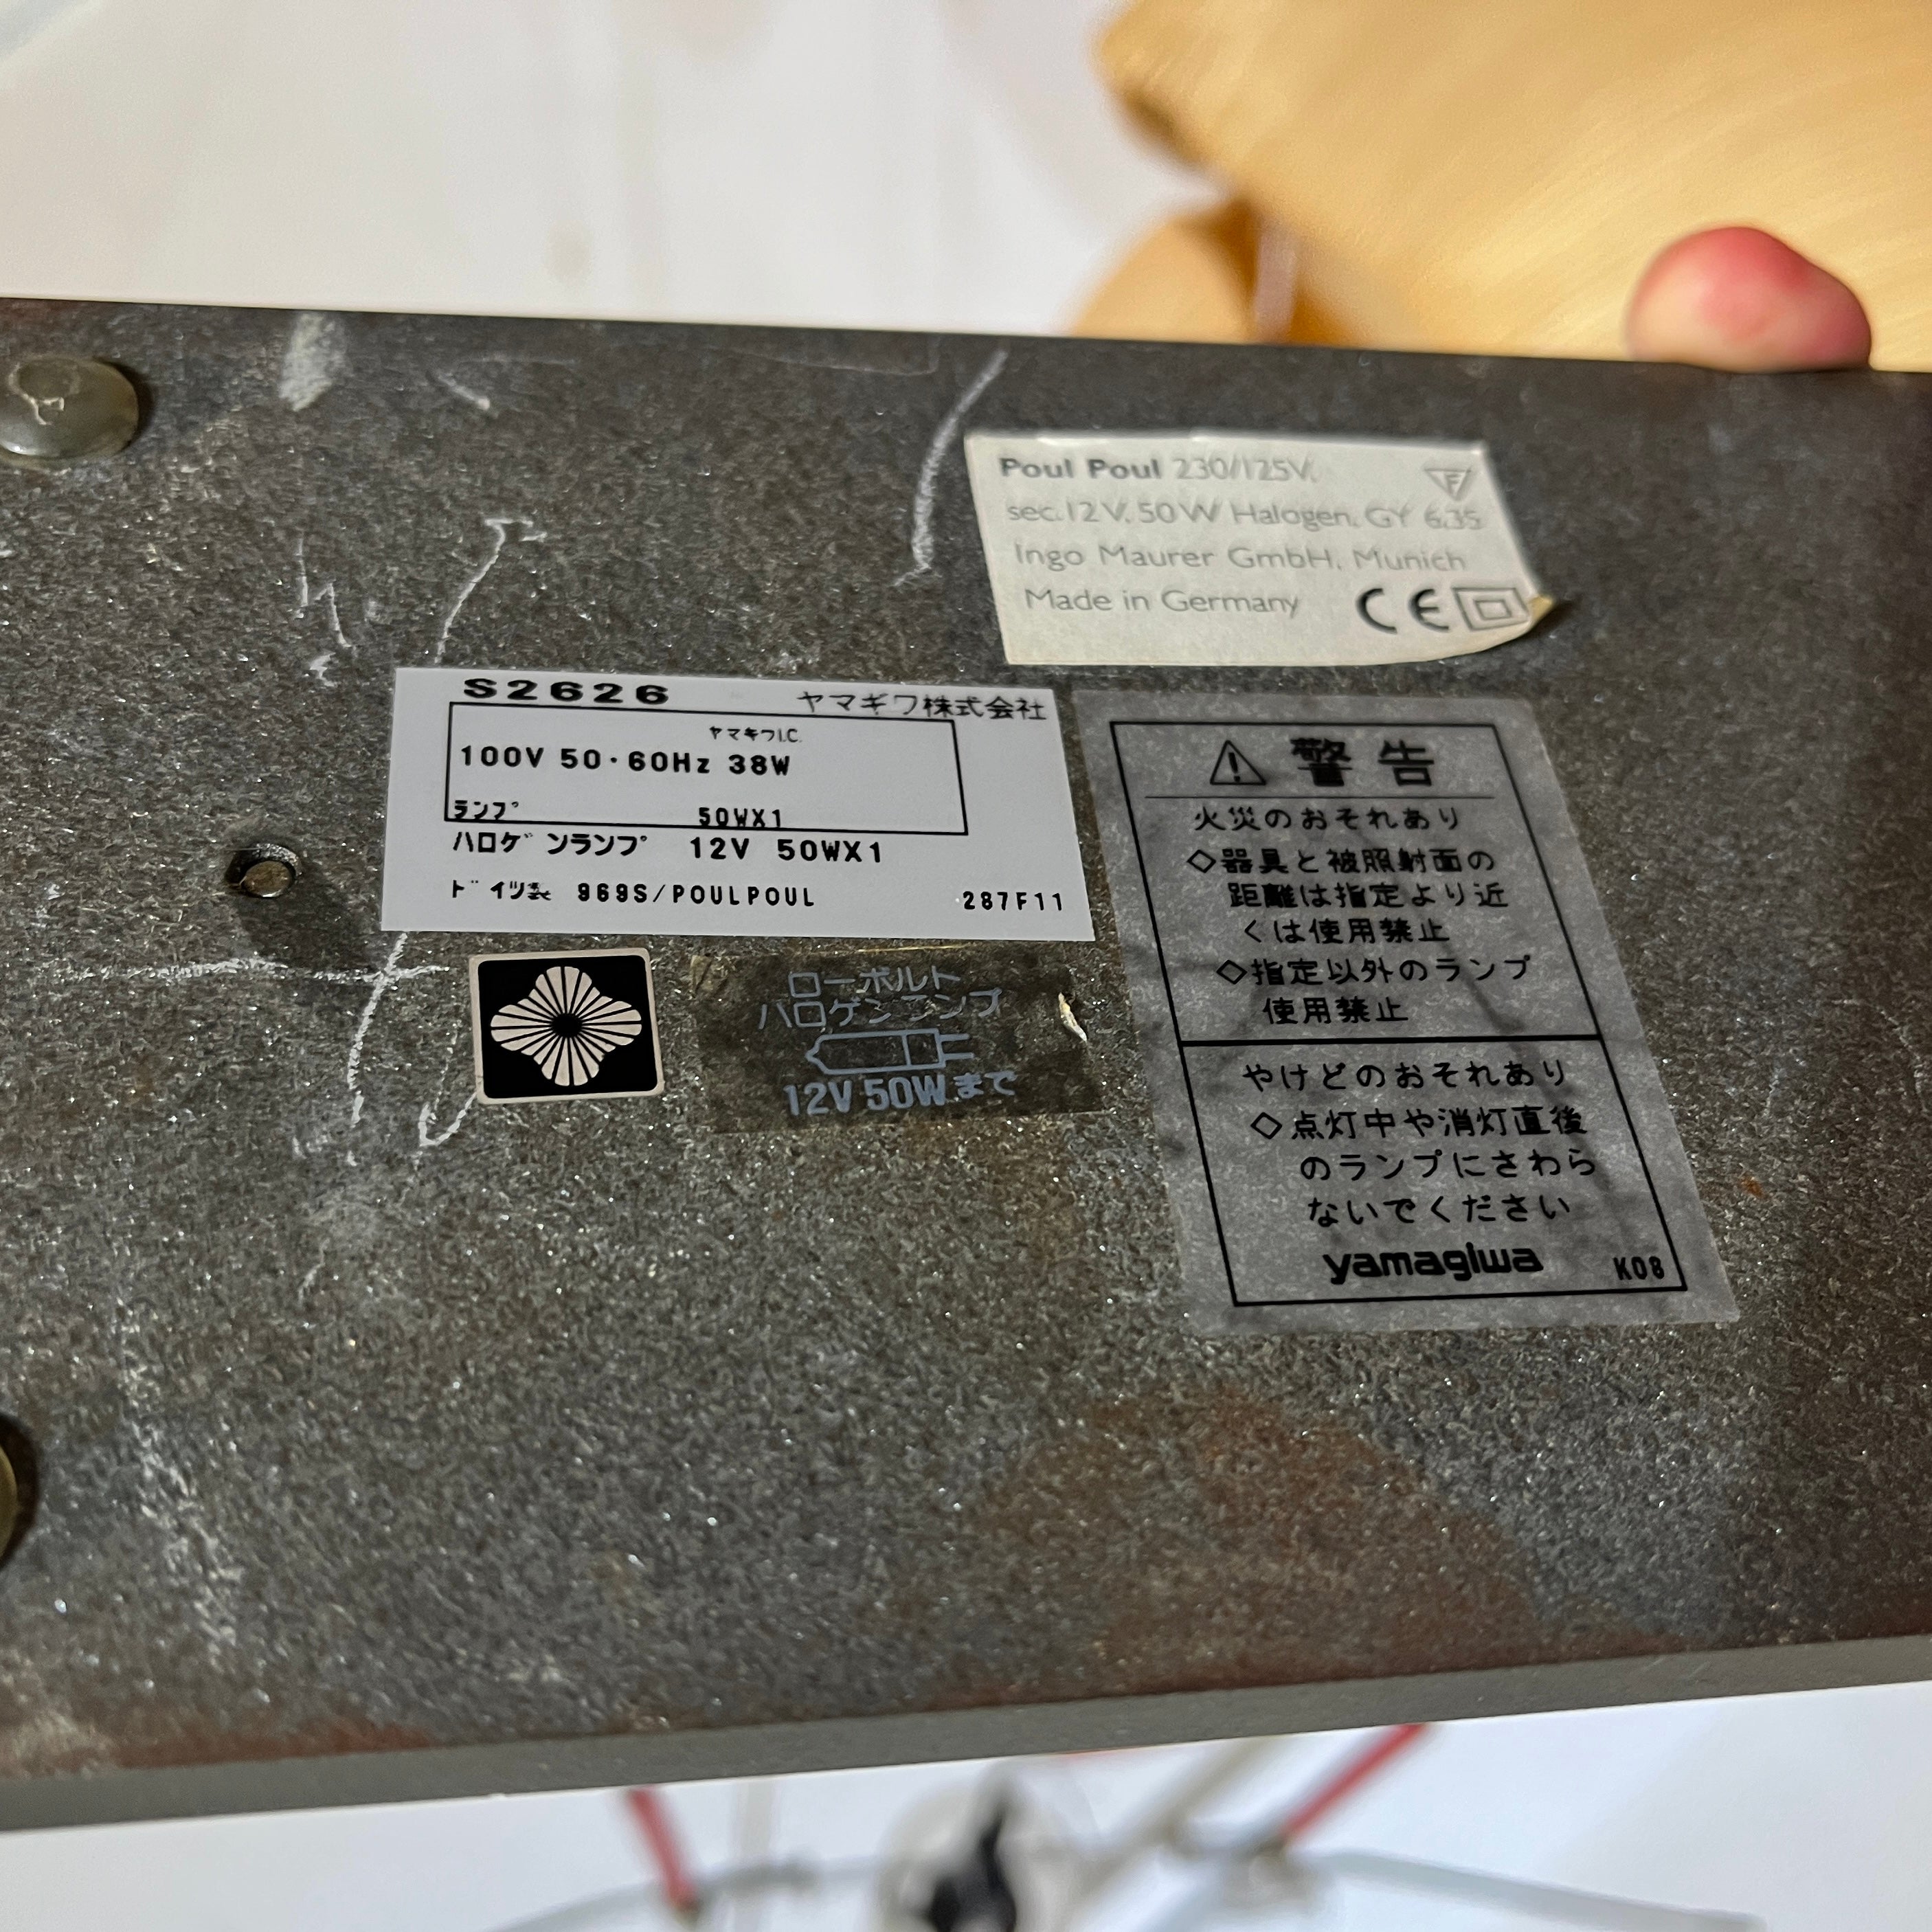 Poul Poul 230/125V,
sec.12V, 50W Halogen, GY 6.35
Ingo Maurer GmbH, Munich
Made in Germany CE
F
S2626 ヤマギワ株式会社
ヤマギワI.C.
100V 50・60Hz 38W
ランプ 50WX1
ハロゲンランプ 12V 50WX1
ドイツ製 969S/POULPOUL 287F11
ローボルト
ハロゲンランプ
12V 50Wまで
警告
火災のおそれあり
◇器具と被照射面の
距離は指定より近
くは使用禁止
◇指定以外のランプ
使用禁止
やけどのおそれあり
◇点灯中や消灯直後
のランプにさわら
ないでください
yamagiwa K08